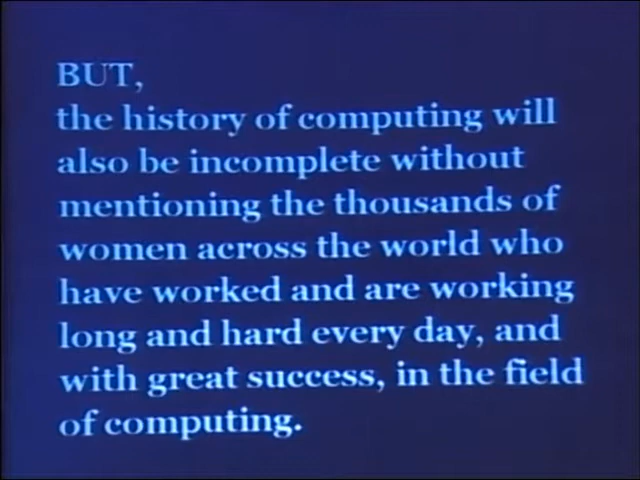 BUT,
the history of computing will
also be incomplete without
mentioning the thousands of
women across the world who
have worked and are working
long and hard every day, and
with great success, in the field
of computing.